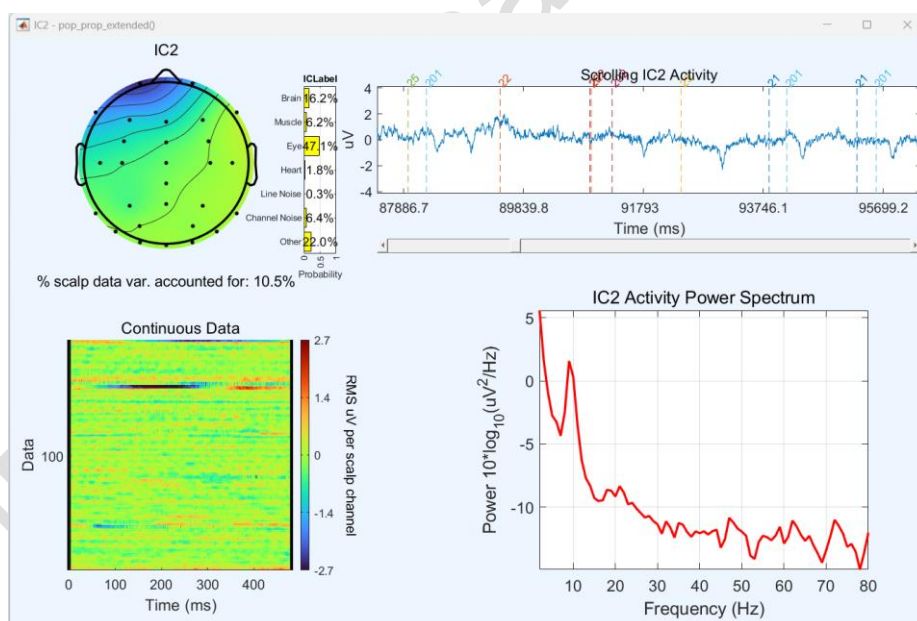 IC2 - pop_prop_extended()
IC2
ICLabel
Brain 16.2%
Muscle 6.2%
Eye 47.1%
Heart 1.8%
Line Noise 0.3%
Channel Noise 6.4%
Other 22.0%
0 0.5 1
Probability
% scalp data var. accounted for: 10.5%
Scrolling IC2 Activity
25 201 22 21 201 21 201
4
2
0
-2
-4
uV
87886.7 89839.8 91793 93746.1 95699.2
Time (ms)
Continuous Data
Data
100
0 100 200 300 400
Time (ms)
2.7
1.4
0
-1.4
-2.7
RMS uV per scalp channel
IC2 Activity Power Spectrum
5
0
-5
-10
Power 10*log10(uV2/Hz)
10 20 30 40 50 60 70 80
Frequency (Hz)